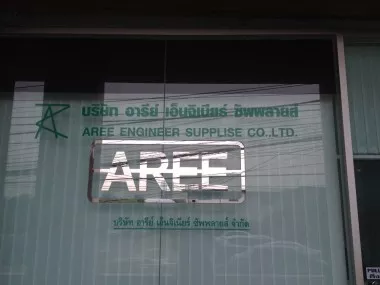 บริษัท อารีย์ เอ็นจิเนียร์ ซัพพลายส์
AREE ENGINEER SUPPLISE CO.,LTD.
AREE
บริษัท อารีย์ เอ็นจิเนียร์ ซัพพลายส์ จำกัด